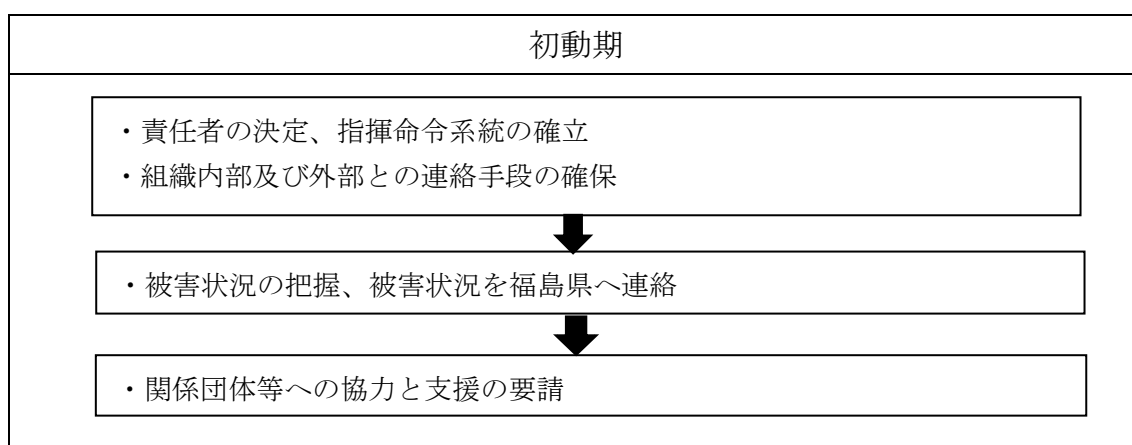 初動期
・責任者の決定、指揮命令系統の確立
・組織内部及び外部との連絡手段の確保
・被害状況の把握、被害状況を福島県へ連絡
・関係団体等への協力と支援の要請